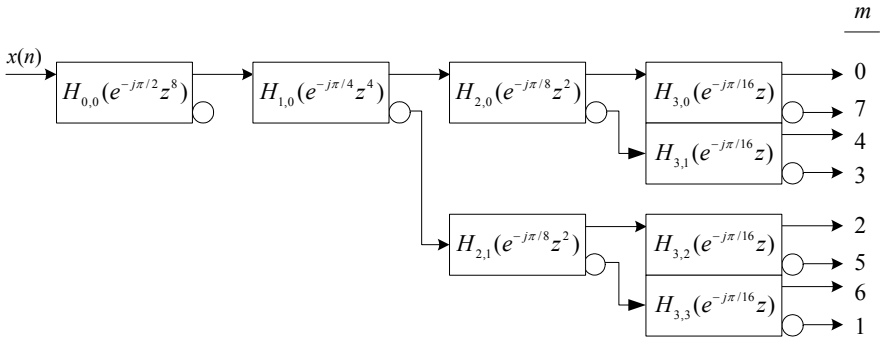 m
x(n)
H_{0,0}(e^{-jπ/2}z^8)
H_{1,0}(e^{-jπ/4}z^4)
H_{2,0}(e^{-jπ/8}z^2)
H_{3,0}(e^{-jπ/16}z)
0
7
H_{3,1}(e^{-jπ/16}z)
4
3
H_{2,1}(e^{-jπ/8}z^2)
H_{3,2}(e^{-jπ/16}z)
2
5
H_{3,3}(e^{-jπ/16}z)
6
1